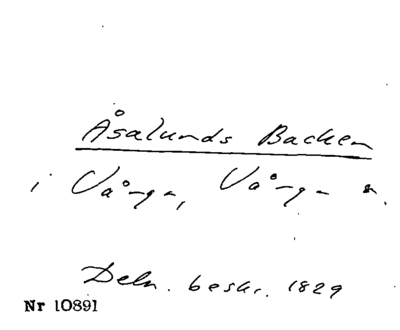 Åsalunds Backen
i Vånga, Vånga s.
Deln. beskr. 1829
Nr 10891